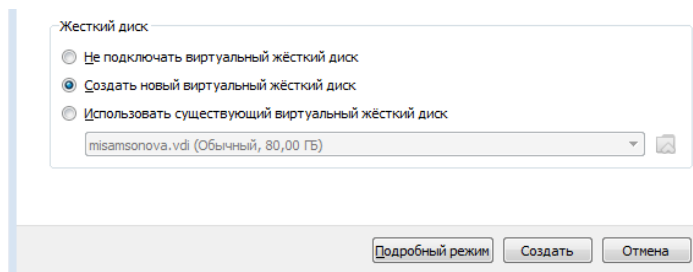 Жесткий диск
Не подключать виртуальный жёсткий диск
Создать новый виртуальный жёсткий диск
Использовать существующий виртуальный жёсткий диск
misamsonova.vdi (Обычный, 80,00 ГБ)
Подробный режим Создать Отмена